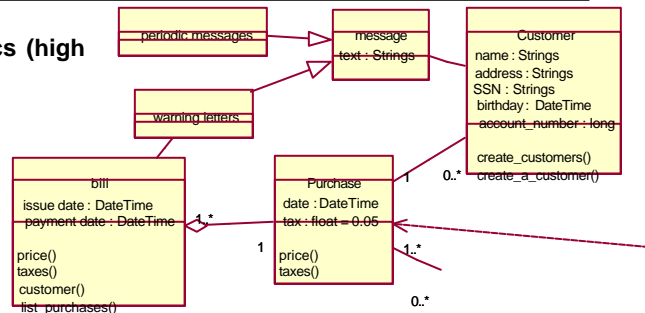 cs (high
periodic messages
message
text : Strings
Customer
name : Strings
address : Strings
SSN : Strings
birthday : DateTime
account_number : long
create_customers()
create_a_customer()
warning letters
bill
issue date : DateTime
payment date : DateTime
price()
taxes()
customer()
list_purchases()
1..*
1
Purchase
date : DateTime
tax : float = 0.05
price()
taxes()
1
0..*
1..*
0..*